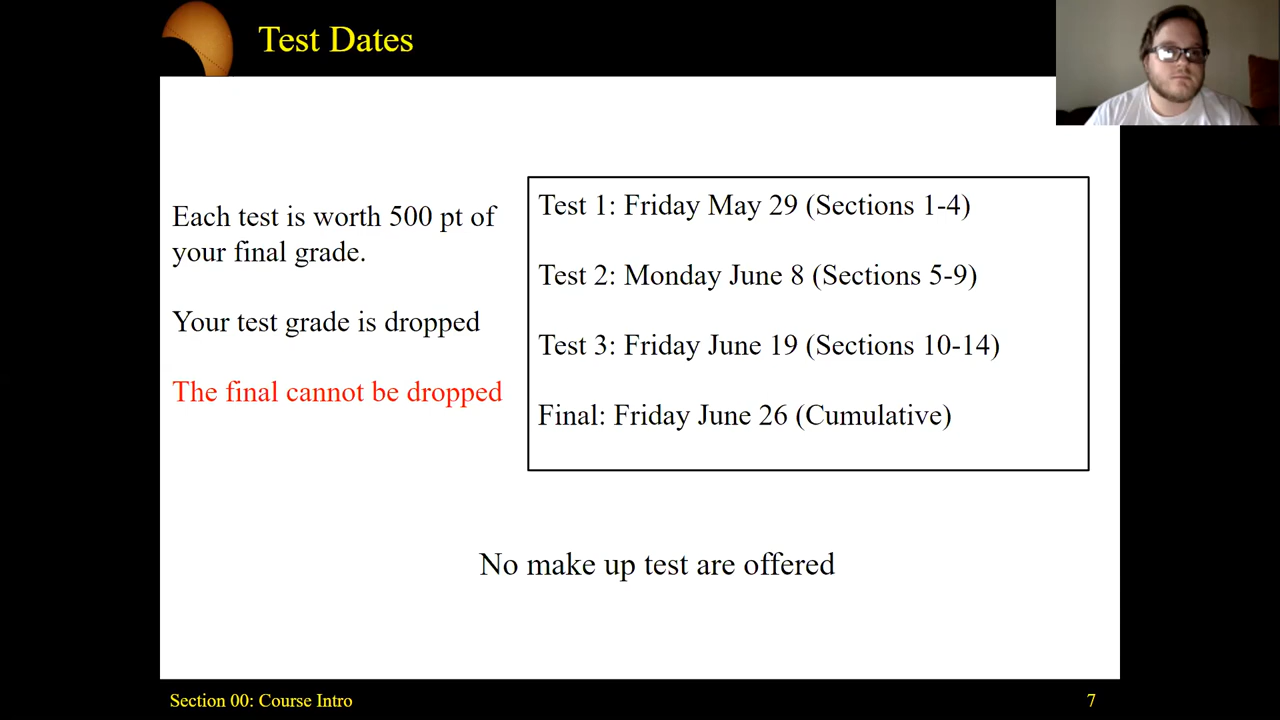 Test Dates
Each test is worth 500 pt of
your final grade.
Your test grade is dropped
The final cannot be dropped
Test 1: Friday May 29 (Sections 1-4)
Test 2: Monday June 8 (Sections 5-9)
Test 3: Friday June 19 (Sections 10-14)
Final: Friday June 26 (Cumulative)
No make up test are offered
Section 00: Course Intro
7